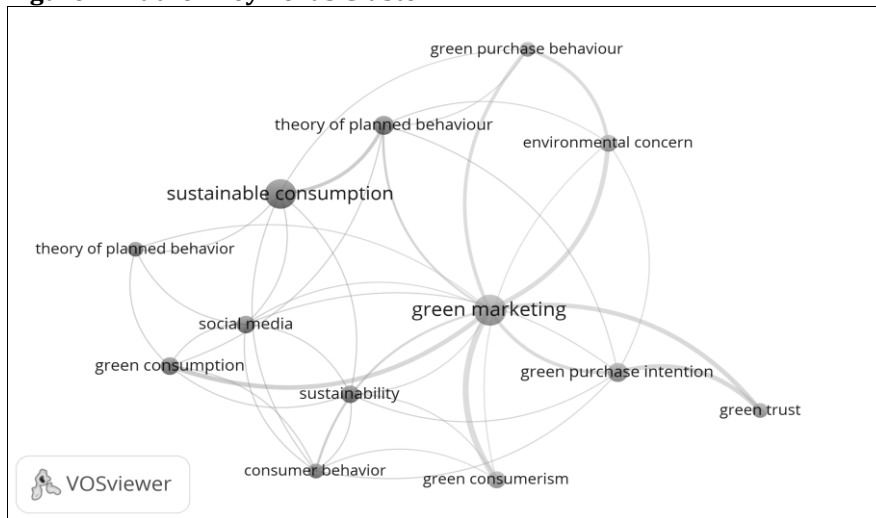 green purchase behaviour
theory of planned behaviour
environmental concern
sustainable consumption
theory of planned behavior
green marketing
social media
green consumption
green purchase intention
sustainability
green trust
consumer behavior
green consumerism
VOSviewer